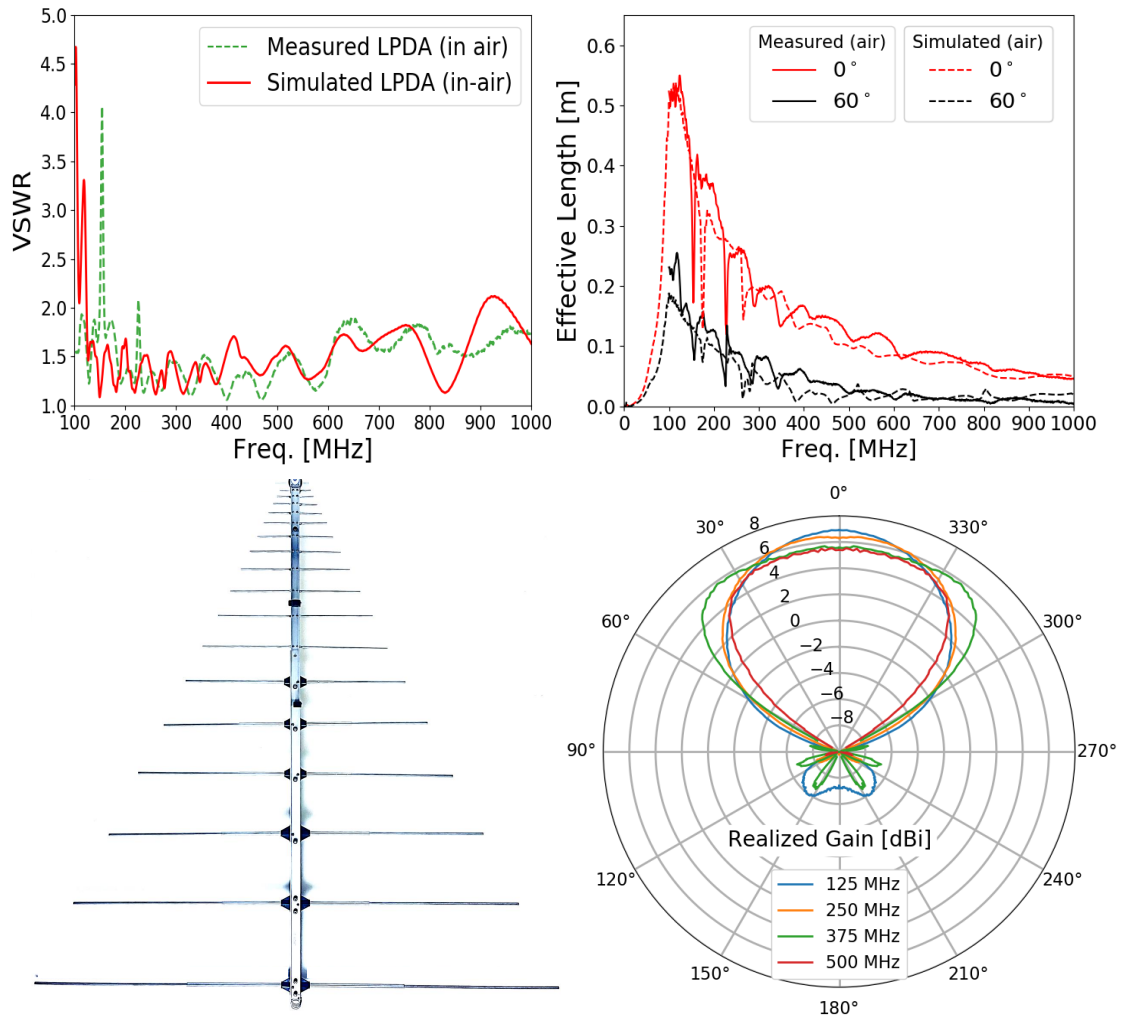 5.0
4.5
4.0
3.5
3.0
2.5
2.0
1.5
1.0
VSWR
Measured LPDA (in air)
Simulated LPDA (in-air)
100 200 300 400 500 600 700 800 900 1000
Freq. [MHz]
0.6
0.5
0.4
0.3
0.2
0.1
0.0
Effective Length [m]
Measured (air)
0°
60°
Simulated (air)
0°
60°
0 100 200 300 400 500 600 700 800 900 1000
Freq. [MHz]
0°
30°
330°
60°
300°
90°
270°
120°
240°
150°
210°
180°
8
6
4
2
0
−2
−4
−6
−8
Realized Gain [dBi]
125 MHz
250 MHz
375 MHz
500 MHz